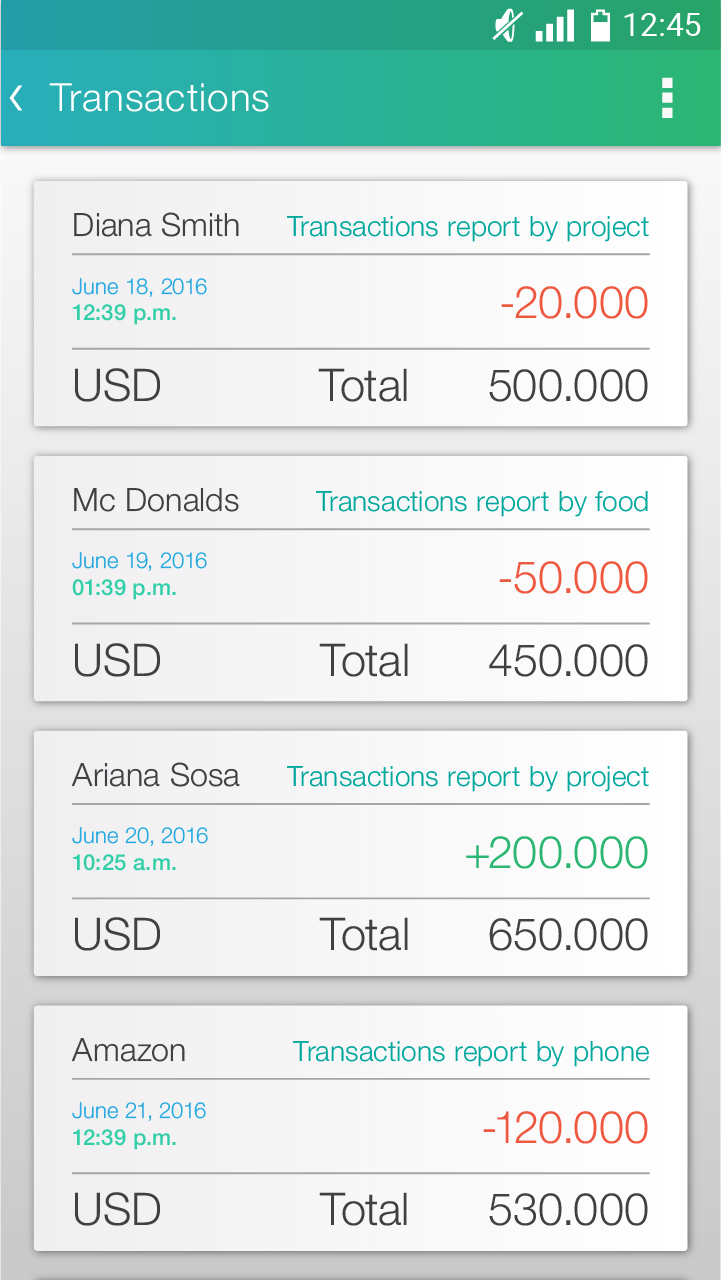 12:45
Transactions
Diana Smith Transactions report by project
June 18, 2016
12:39 p.m.
-20.000
USD Total 500.000
Mc Donalds Transactions report by food
June 19, 2016
01:39 p.m.
-50.000
USD Total 450.000
Ariana Sosa Transactions report by project
June 20, 2016
10:25 a.m.
+200.000
USD Total 650.000
Amazon Transactions report by phone
June 21, 2016
12:39 p.m.
-120.000
USD Total 530.000